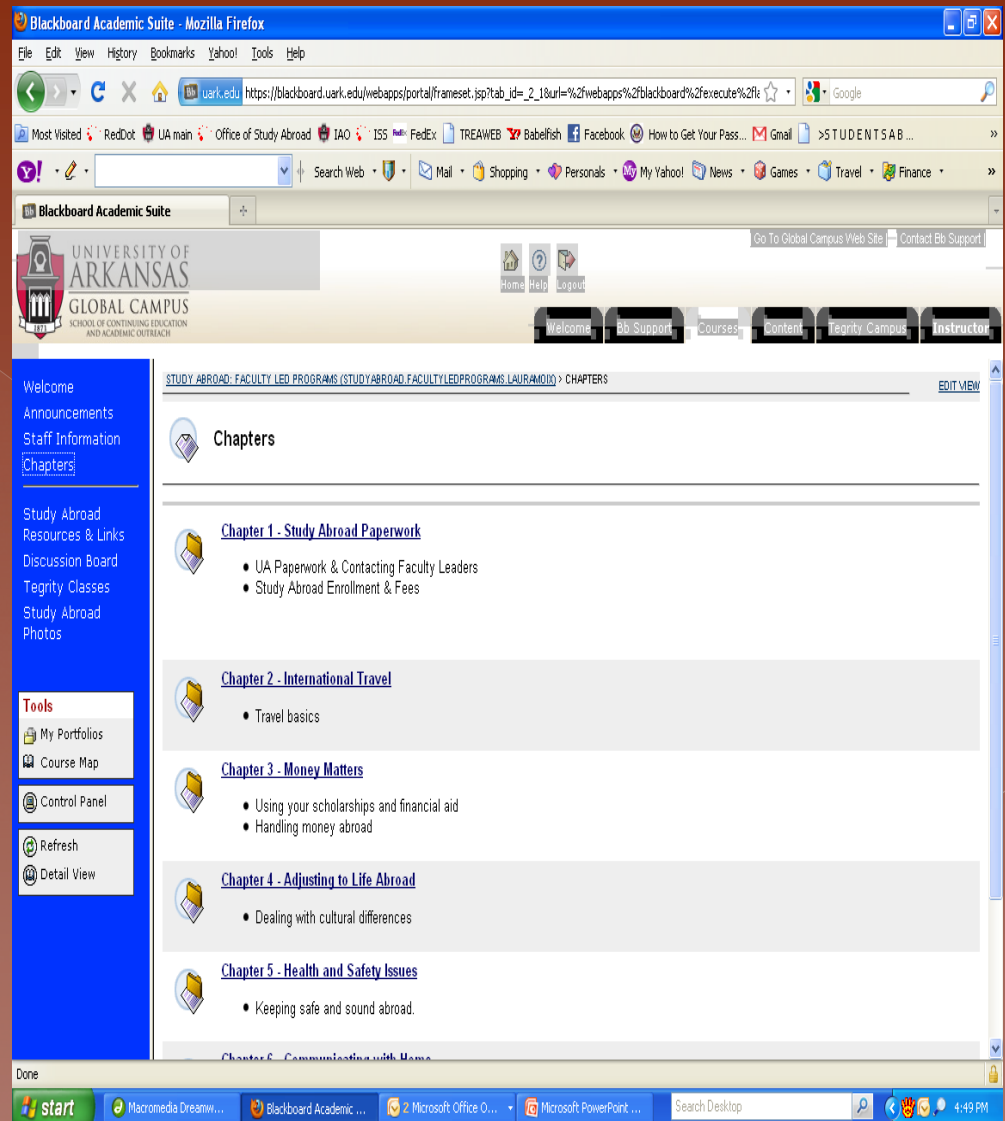 Blackboard Academic Suite - Mozilla Firefox
File Edit View History Bookmarks Yahoo! Tools Help
uark.edu https://blackboard.uark.edu/webapps/portal/frameset.jsp?tab_id=_2_1&url=%2fwebapps%2fblackboard%2fexecute%2fl Google
Most Visited RedDot UA main Office of Study Abroad IAO ISS FedEx TREAWEB Babelfish Facebook How to Get Your Pass... Gmail >S T U D E N T S A B ... »
Y! Search Web Mail Shopping Personals My Yahoo! News Games Travel Finance »
Blackboard Academic Suite
Go To Global Campus Web Site | Contact Bb Support |
UNIVERSITY OF
ARKANSAS
GLOBAL CAMPUS
SCHOOL OF CONTINUING EDUCATION
AND ACADEMIC OUTREACH
1871
Home Help Logout
Welcome Bb Support Courses Content Tegrity Campus Instructor
Welcome
Announcements
Staff Information
Chapters
Study Abroad
Resources & Links
Discussion Board
Tegrity Classes
Study Abroad
Photos
Tools
My Portfolios
Course Map
Control Panel
Refresh
Detail View
STUDY ABROAD: FACULTY LED PROGRAMS (STUDYABROAD.FACULTYLEDPROGRAMS.LAURAMOIX) > CHAPTERS
EDIT VIEW
Chapters
Chapter 1 - Study Abroad Paperwork
• UA Paperwork & Contacting Faculty Leaders
• Study Abroad Enrollment & Fees
Chapter 2 - International Travel
• Travel basics
Chapter 3 - Money Matters
• Using your scholarships and financial aid
• Handling money abroad
Chapter 4 - Adjusting to Life Abroad
• Dealing with cultural differences
Chapter 5 - Health and Safety Issues
• Keeping safe and sound abroad.
Chapter 6 - Communicating with Home
Done
start Macromedia Dreamw... Blackboard Academic ... 2 Microsoft Office O... Microsoft PowerPoint ... Search Desktop 4:49 PM